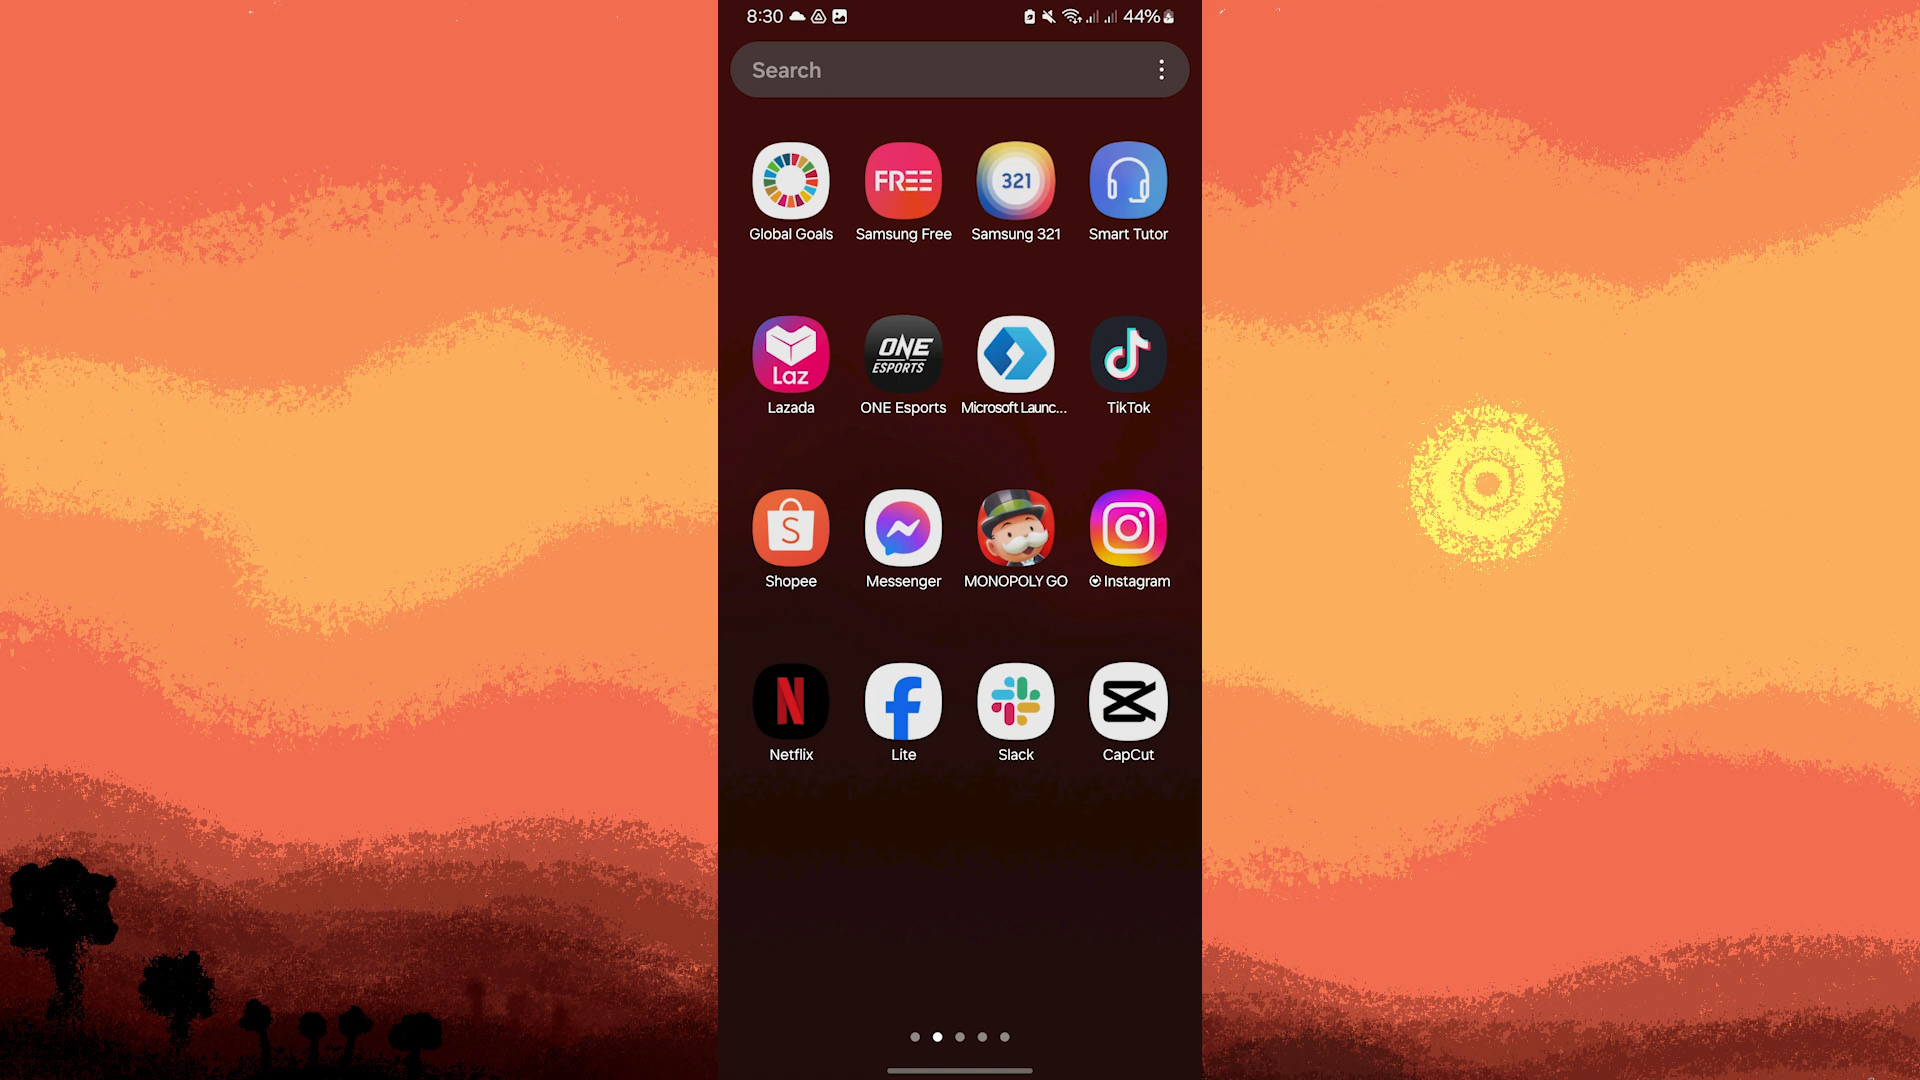 8:30 44%
Search
FREE 321
Global Goals Samsung Free Samsung 321 Smart Tutor
Laz ONE ESPORTS
Lazada ONE Esports Microsoft Launc... TikTok
S
Shopee Messenger MONOPOLY GO Instagram
N f
Netflix Lite Slack CapCut